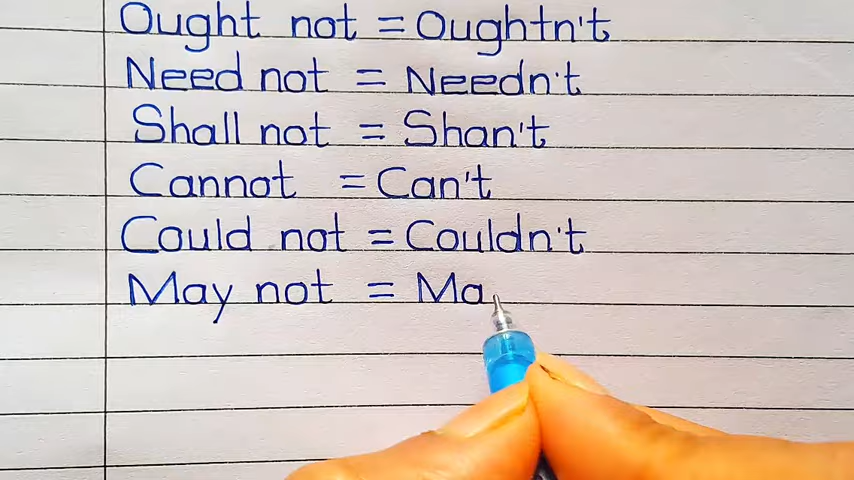 Ought not = Oughtn't
Need not = Needn't
Shall not = Shan't
Cannot = Can't
Could not = Couldn't
May not = Ma